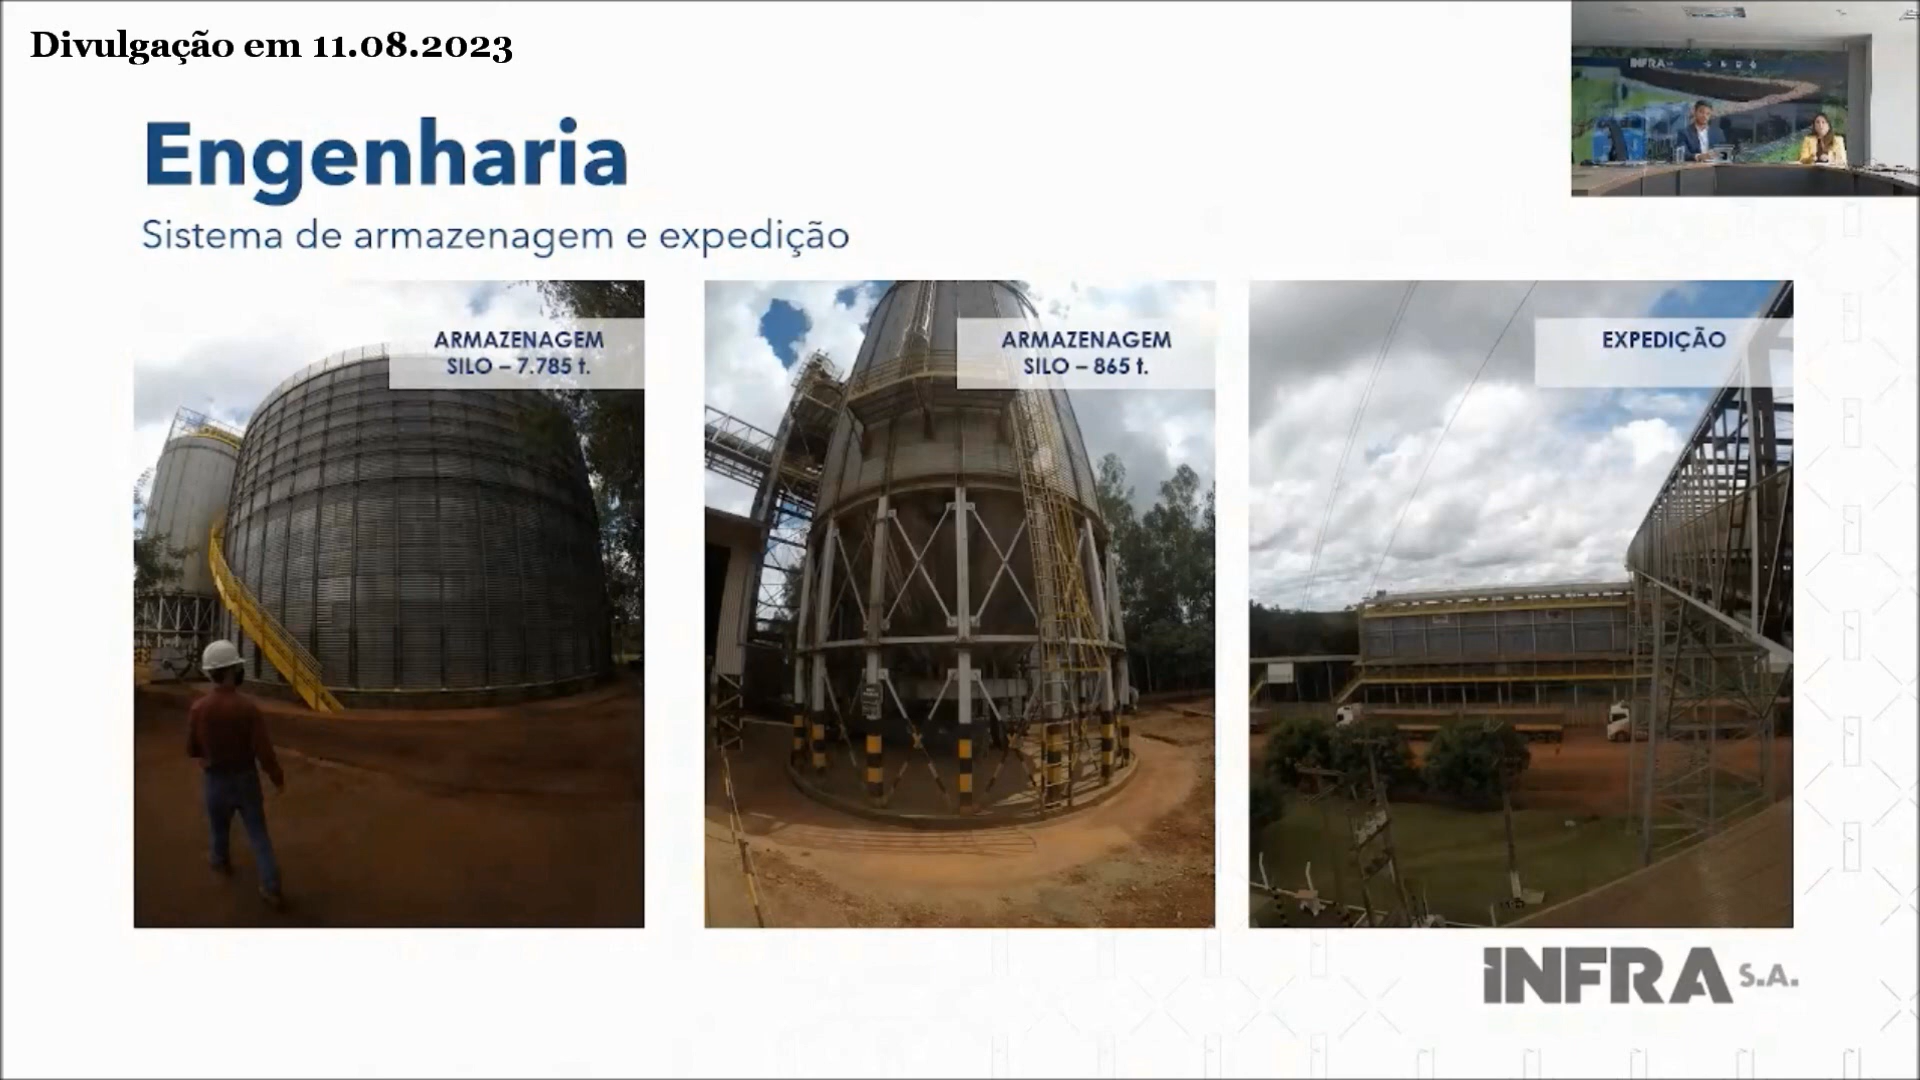 Divulgação em 11.08.2023
INFRA
Engenharia
Sistema de armazenagem e expedição
ARMAZENAGEM
SILO – 7.785 t.
ARMAZENAGEM
SILO – 865 t.
EXPEDIÇÃO
INFRA S.A.